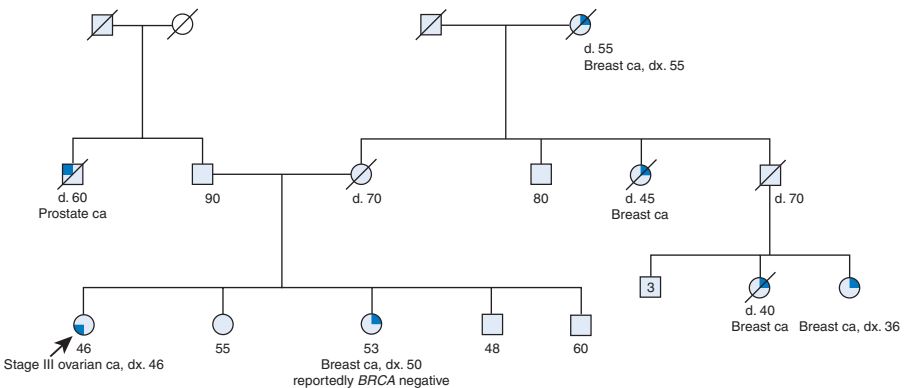 d. 55
Breast ca, dx. 55
d. 60
Prostate ca
90
d. 70
80
d. 45
Breast ca
d. 70
3
d. 40
Breast ca
Breast ca, dx. 36
46
Stage III ovarian ca, dx. 46
55
53
Breast ca, dx. 50
reportedly BRCA negative
48
60